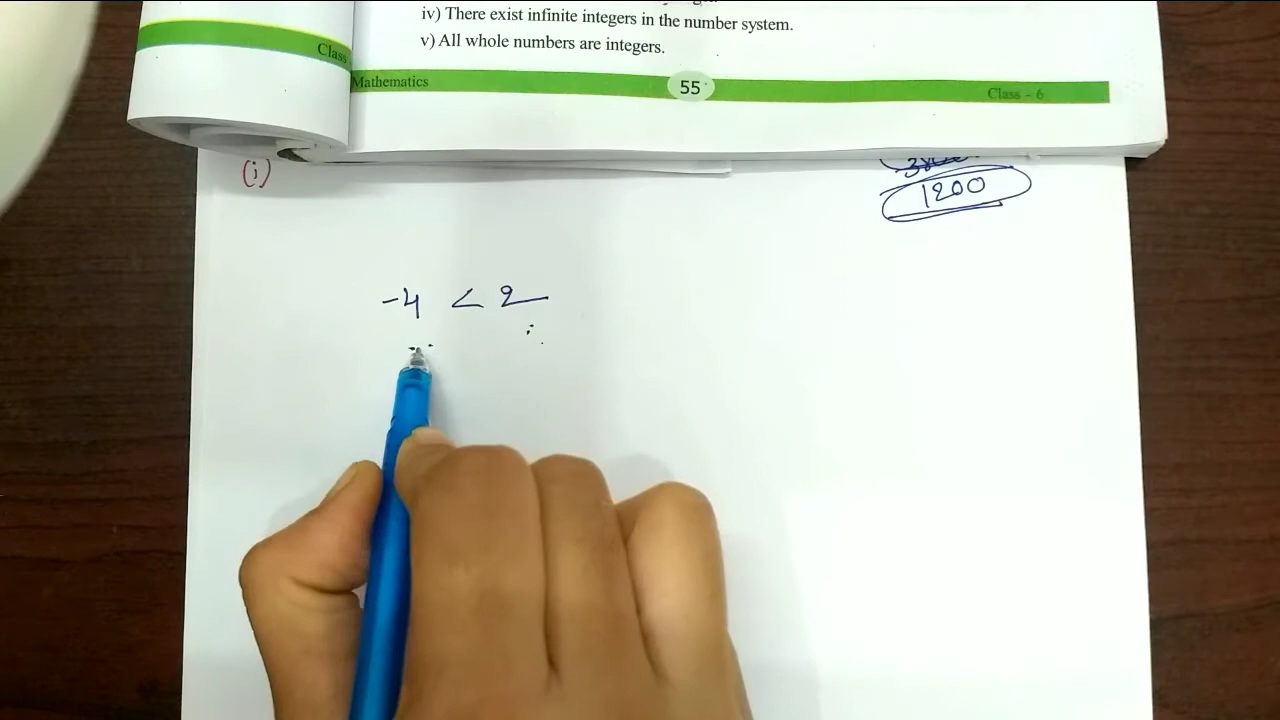 iv) There exist infinite integers in the number system.
v) All whole numbers are integers.
Class
Mathematics
55
Class – 6
(i)
1200
-4 < 2